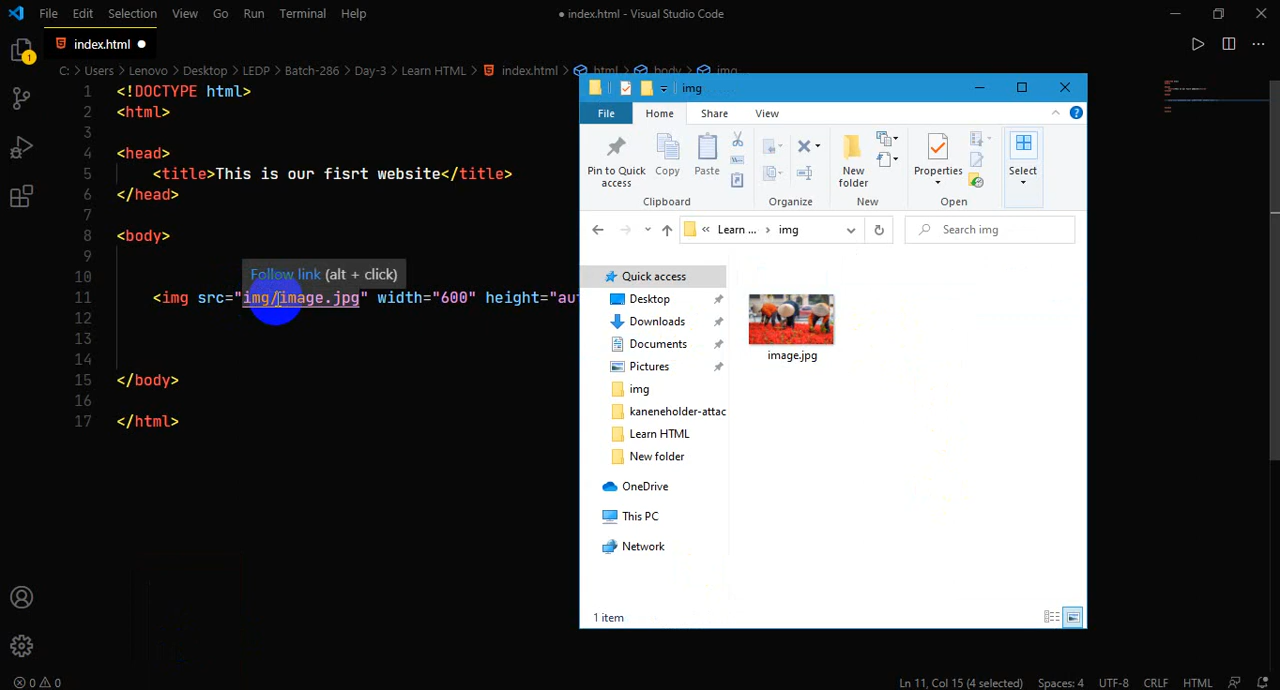 File Edit Selection View Go Run Terminal Help
● index.html - Visual Studio Code
index.html ●
1
C: > Users > Lenovo > Desktop > LEDP > Batch-286 > Day-3 > Learn HTML > index.html > html > body > img
1 <!DOCTYPE html>
2 <html>
3
4 <head>
5 <title>This is our fisrt website</title>
6 </head>
7
8 <body>
9
10
Follow link (alt + click)
11 <img src="img/image.jpg" width="600" height="au
12
13
14
15 </body>
16
17 </html>
img
File Home Share View
Pin to Quick access
Copy
Paste
Clipboard
Organize
New folder
New
Properties
Open
Select
« Learn ... > img
Search img
Quick access
Desktop
Downloads
Documents
Pictures
img
kaneneholder-attac
Learn HTML
New folder
OneDrive
This PC
Network
image.jpg
1 item
0 0
Ln 11, Col 15 (4 selected) Spaces: 4 UTF-8 CRLF HTML